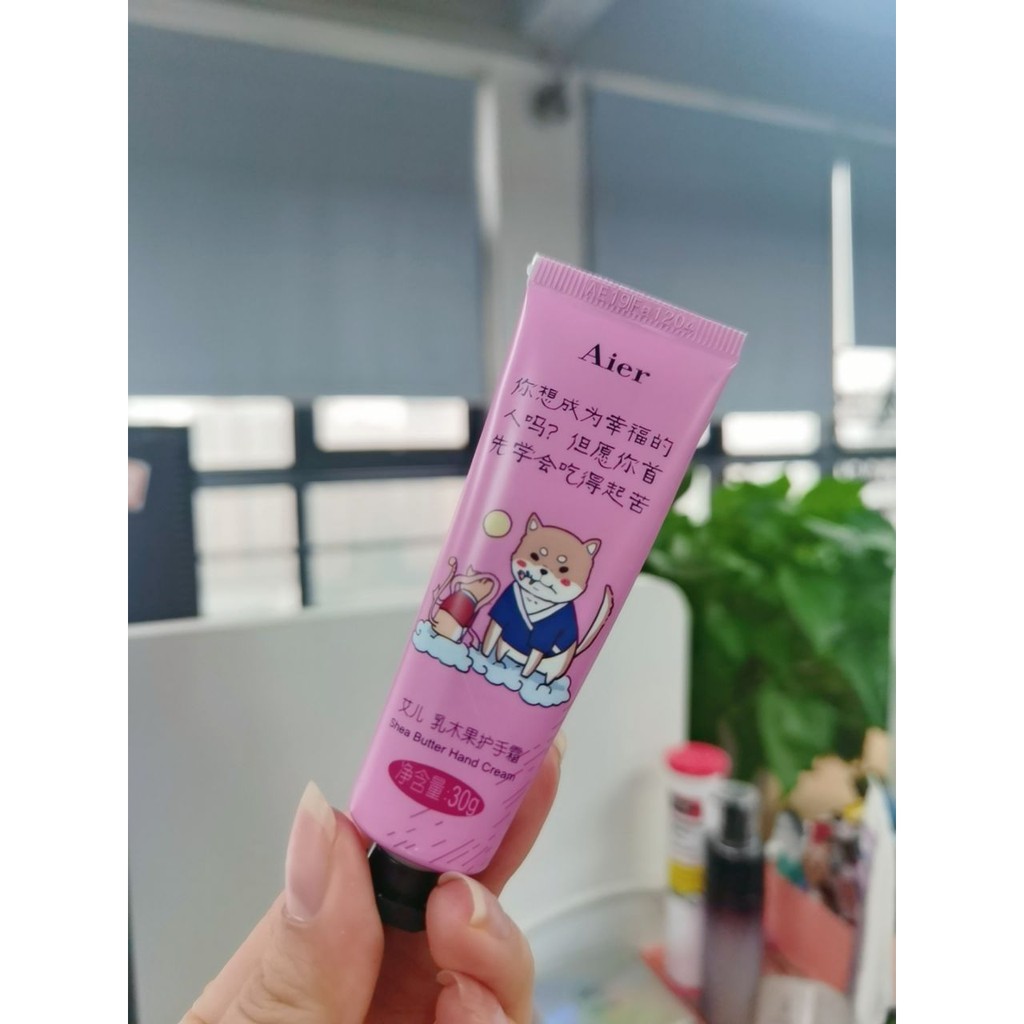 Aier
你想成为幸福的
人吗？但愿你首
先学会吃得起苦
艾儿 乳木果护手霜
Shea Butter Hand Cream
净含量:30g